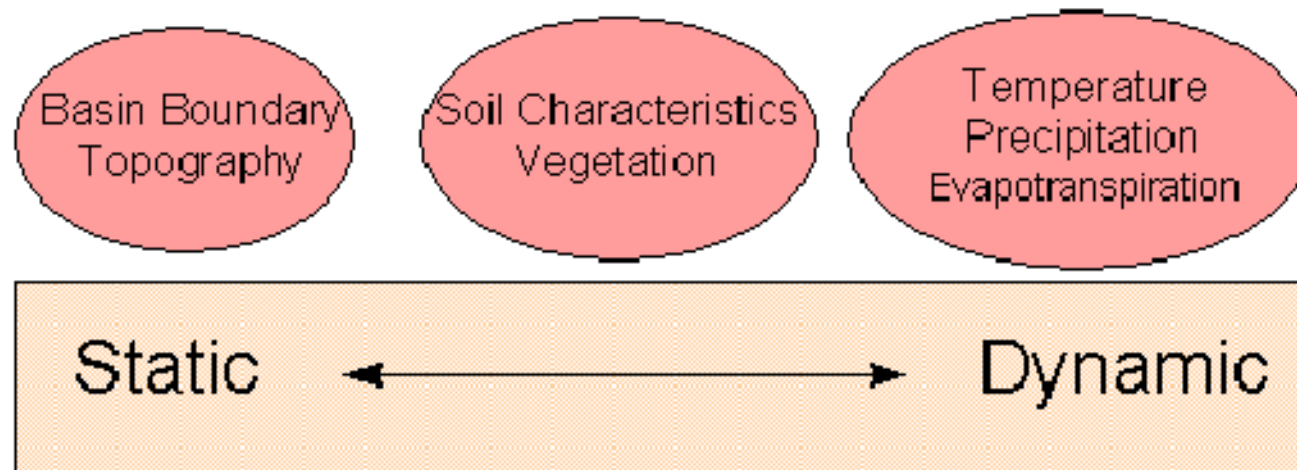 Basin Boundary
Topography
Soil Characteristics
Vegetation
Temperature
Precipitation
Evapotranspiration
Static
Dynamic